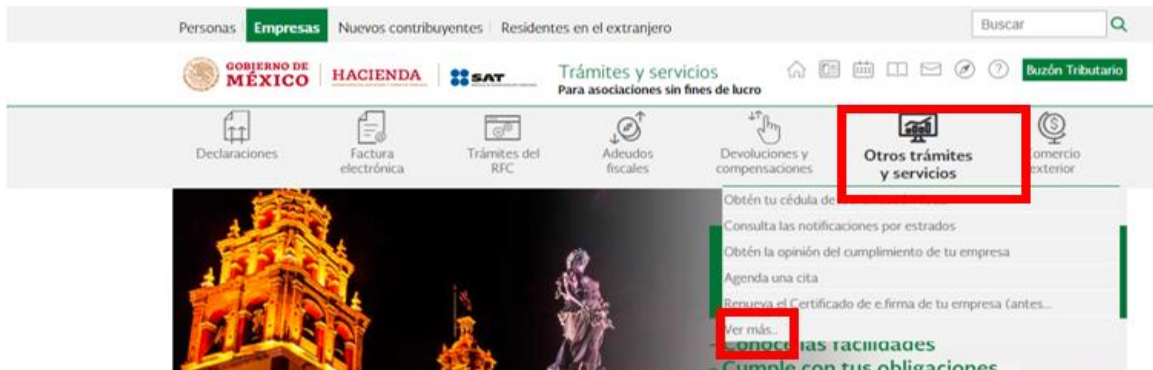 Personas
Empresas
Nuevos contribuyentes
Residentes en el extranjero
Buscar
GOBIERNO DE
MÉXICO
HACIENDA
SAT
Trámites y servicios
Para asociaciones sin fines de lucro
Buzón Tributario
Declaraciones
Factura
electrónica
Trámites del
RFC
Adeudos
fiscales
Devoluciones y
compensaciones
Otros trámites
y servicios
exterior
Obtén tu cédula de
Consulta las notificaciones por estrados
Obtén la opinión del cumplimiento de tu empresa
Agenda una cita
Renueva el Certificado de e.firma de tu empresa (antes...
Ver más..
Conoce las facilidades
Cumple con tus obligaciones